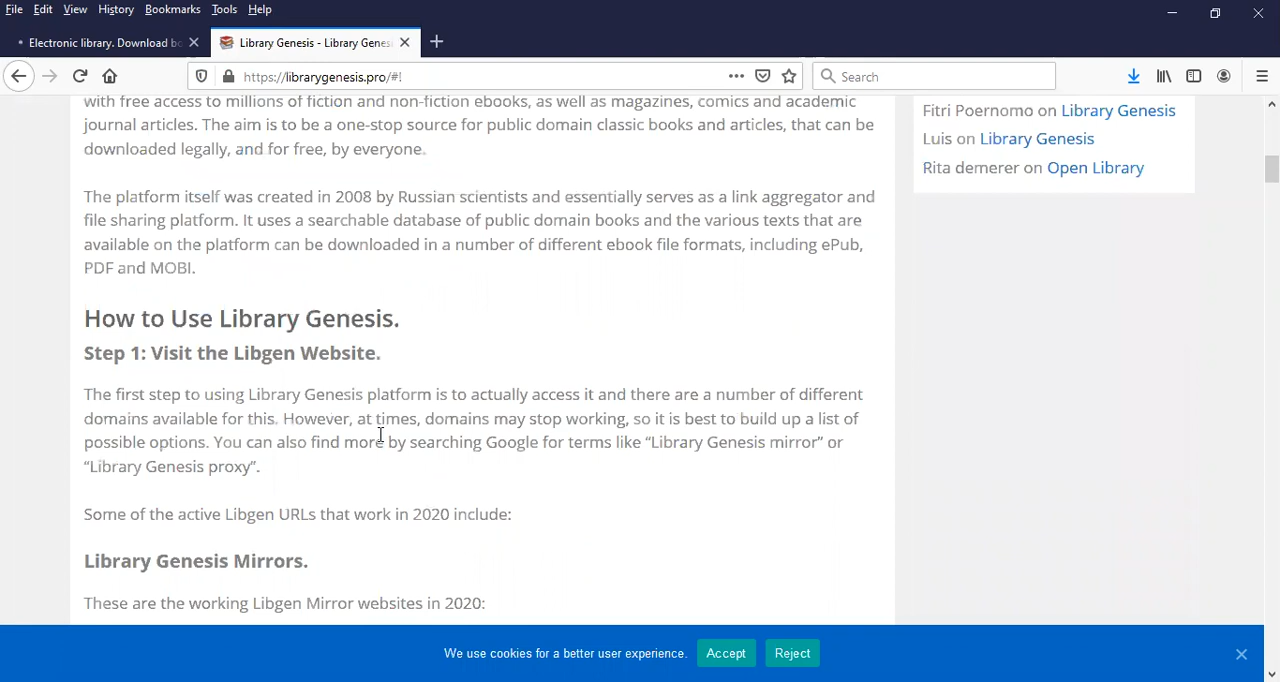 File Edit View History Bookmarks Tools Help
Electronic library. Download bo
Library Genesis - Library Genes
https://librarygenesis.pro/#!
Search
with free access to millions of fiction and non-fiction ebooks, as well as magazines, comics and academic
journal articles. The aim is to be a one-stop source for public domain classic books and articles, that can be
downloaded legally, and for free, by everyone.
The platform itself was created in 2008 by Russian scientists and essentially serves as a link aggregator and
file sharing platform. It uses a searchable database of public domain books and the various texts that are
available on the platform can be downloaded in a number of different ebook file formats, including ePub,
PDF and MOBI.
How to Use Library Genesis.
Step 1: Visit the Libgen Website.
The first step to using Library Genesis platform is to actually access it and there are a number of different
domains available for this. However, at times, domains may stop working, so it is best to build up a list of
possible options. You can also find more by searching Google for terms like “Library Genesis mirror” or
“Library Genesis proxy”.
Some of the active Libgen URLs that work in 2020 include:
Library Genesis Mirrors.
These are the working Libgen Mirror websites in 2020:
Fitri Poernomo on Library Genesis
Luis on Library Genesis
Rita demerer on Open Library
We use cookies for a better user experience. Accept Reject